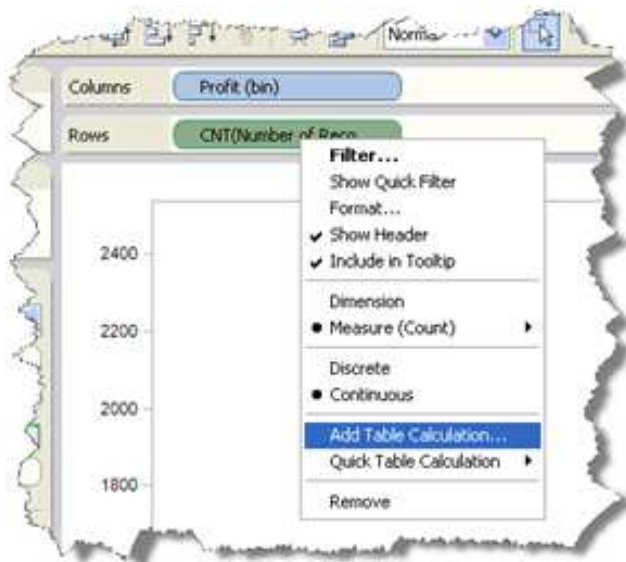 Norma
Columns Profit (bin)
Rows CNT(Number of Reco
Filter...
Show Quick Filter
Format...
Show Header
Include in Tooltip
Dimension
Measure (Count)
Discrete
Continuous
Add Table Calculation...
Quick Table Calculation
Remove
2400
2200
2000
1800